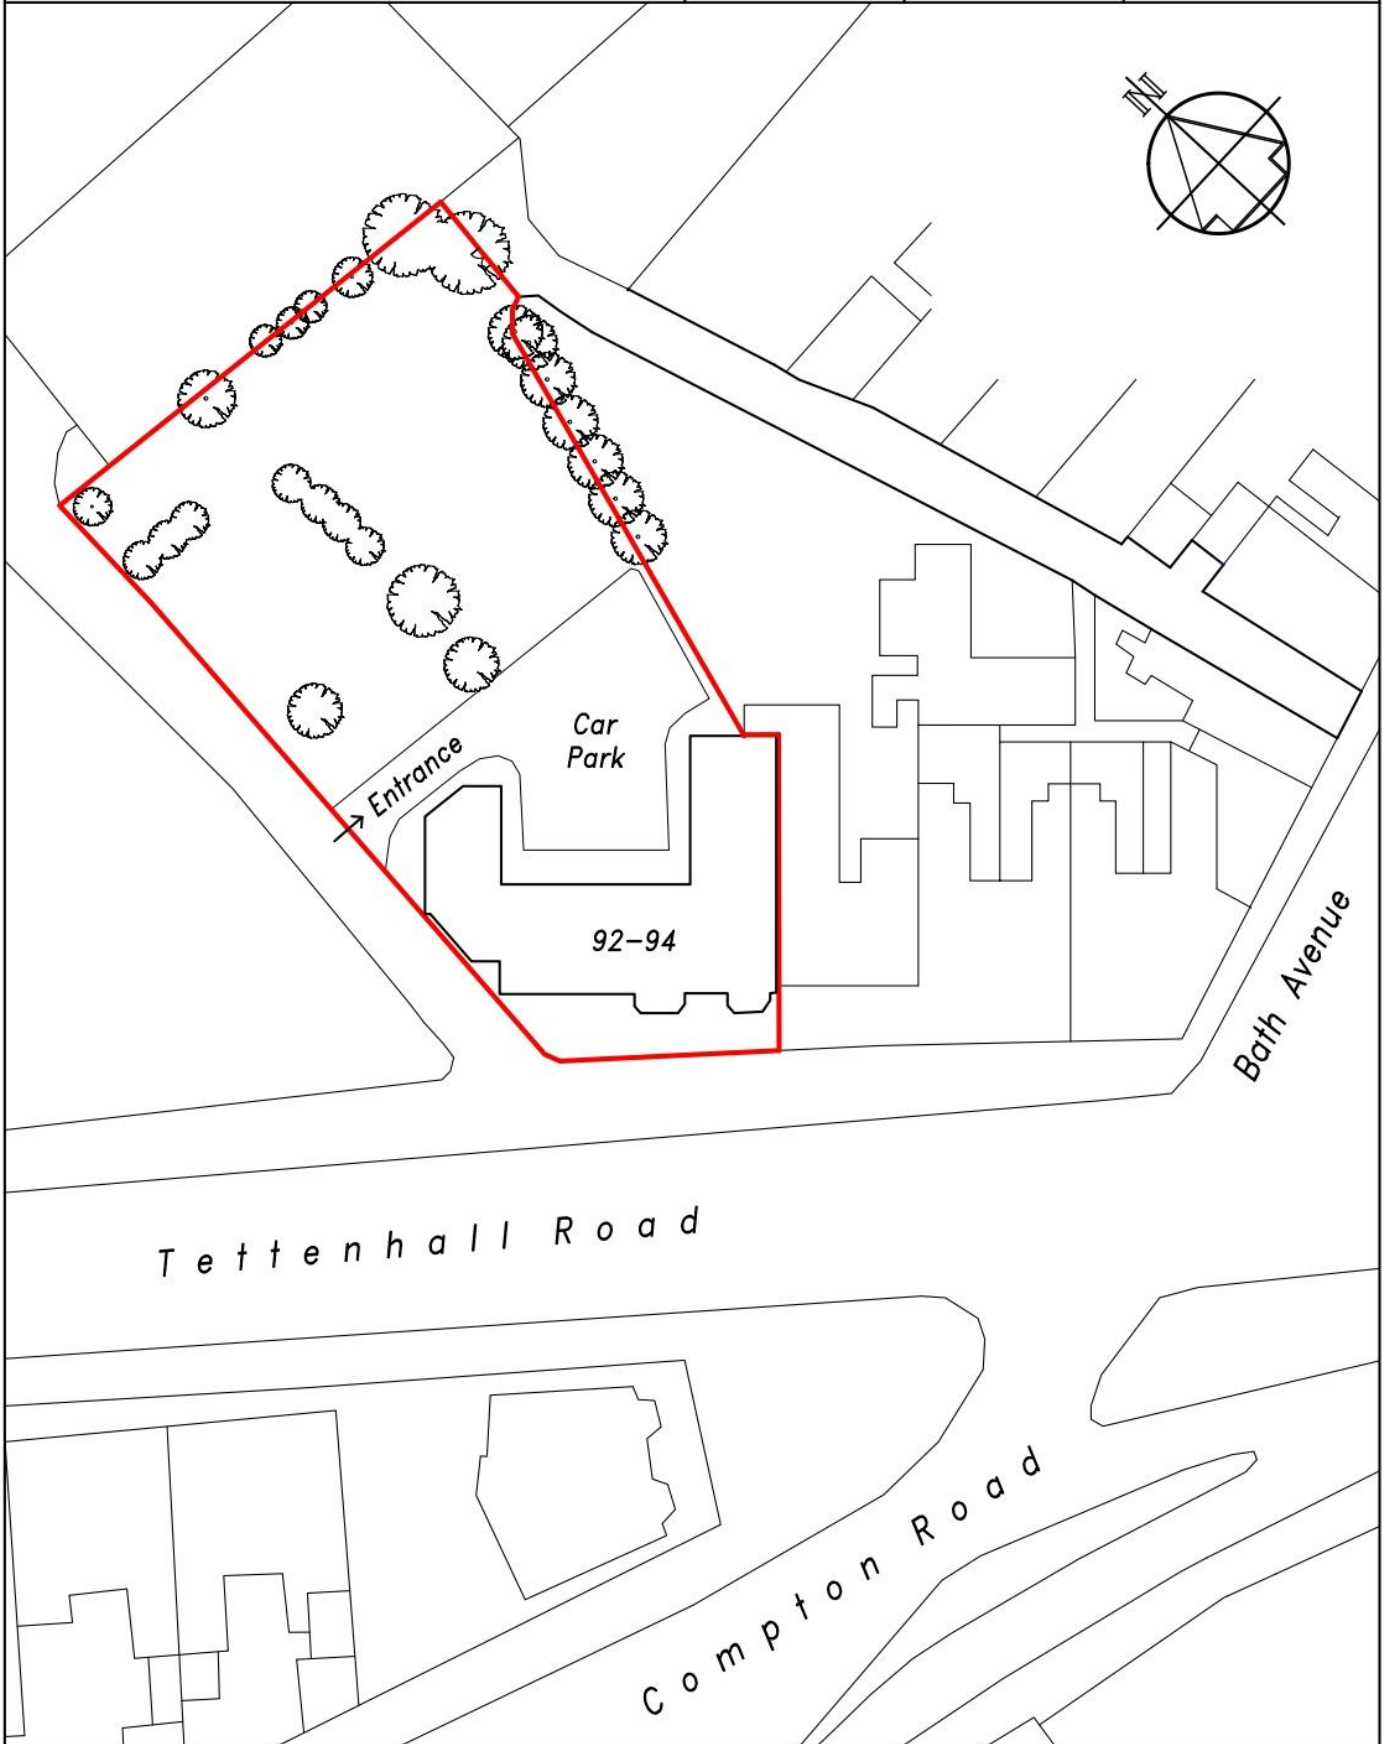 N
Car
Park
Entrance
92-94
Bath Avenue
Tettenhall Road
Compton Road